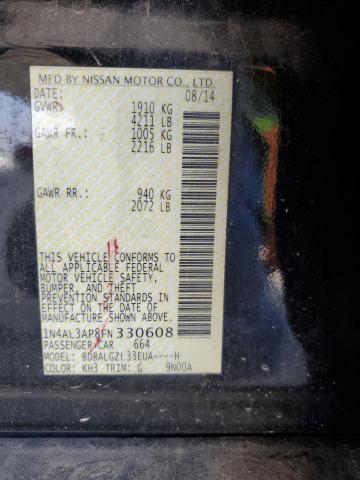 MFD BY NISSAN MOTOR CO., LTD.
DATE: 08/14
GVWR 1910 KG
4211 LB
GAWR FR.: 1005 KG
2216 LB
GAWR RR.: 940 KG
2072 LB
THIS VEHICLE CONFORMS TO
ALL APPLICABLE FEDERAL
MOTOR VEHICLE SAFETY,
BUMPER, AND THEFT
PREVENTION STANDARDS IN
EFFECT ON THE DATE OF
MANUFACTURE SHOWN ABOVE.
1N4AL3AP8FN330608
PASSENGER CAR 664
MODEL: BDBALGZL33EUA----H
COLOR: KH3 TRIM: G 9N00A